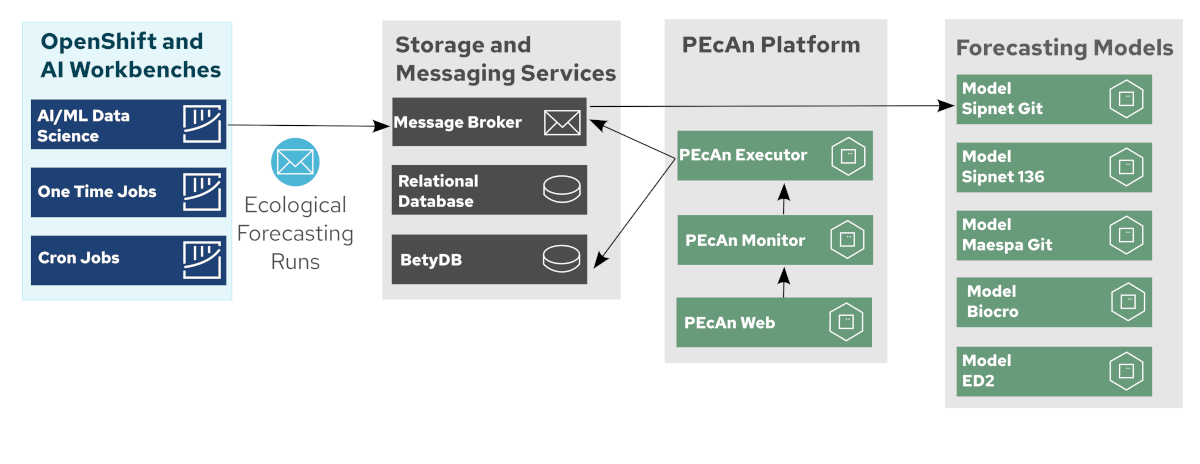 OpenShift and
AI Workbenches
AI/ML Data
Science
One Time Jobs
Cron Jobs
Ecological
Forecasting
Runs
Storage and
Messaging Services
Message Broker
Relational
Database
BetyDB
PEcAn Platform
PEcAn Executor
PEcAn Monitor
PEcAn Web
Forecasting Models
Model
Sipnet Git
Model
Sipnet 136
Model
Maespa Git
Model
Biocro
Model
ED2